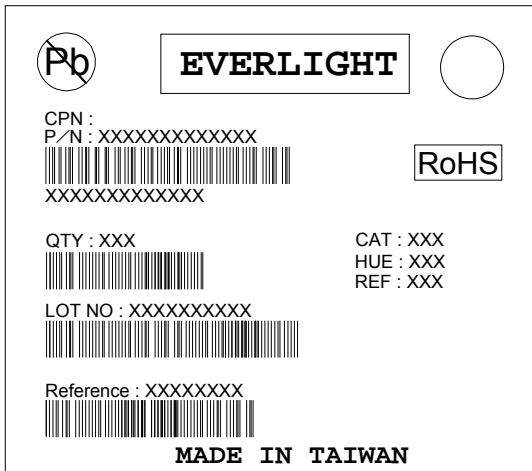 Pb
EVERLIGHT
CPN :
P/N : XXXXXXXXXXXXX
RoHS
XXXXXXXXXXXXX
QTY : XXX
CAT : XXX
HUE : XXX
REF : XXX
LOT NO : XXXXXXXXXX
Reference : XXXXXXXX
MADE IN TAIWAN